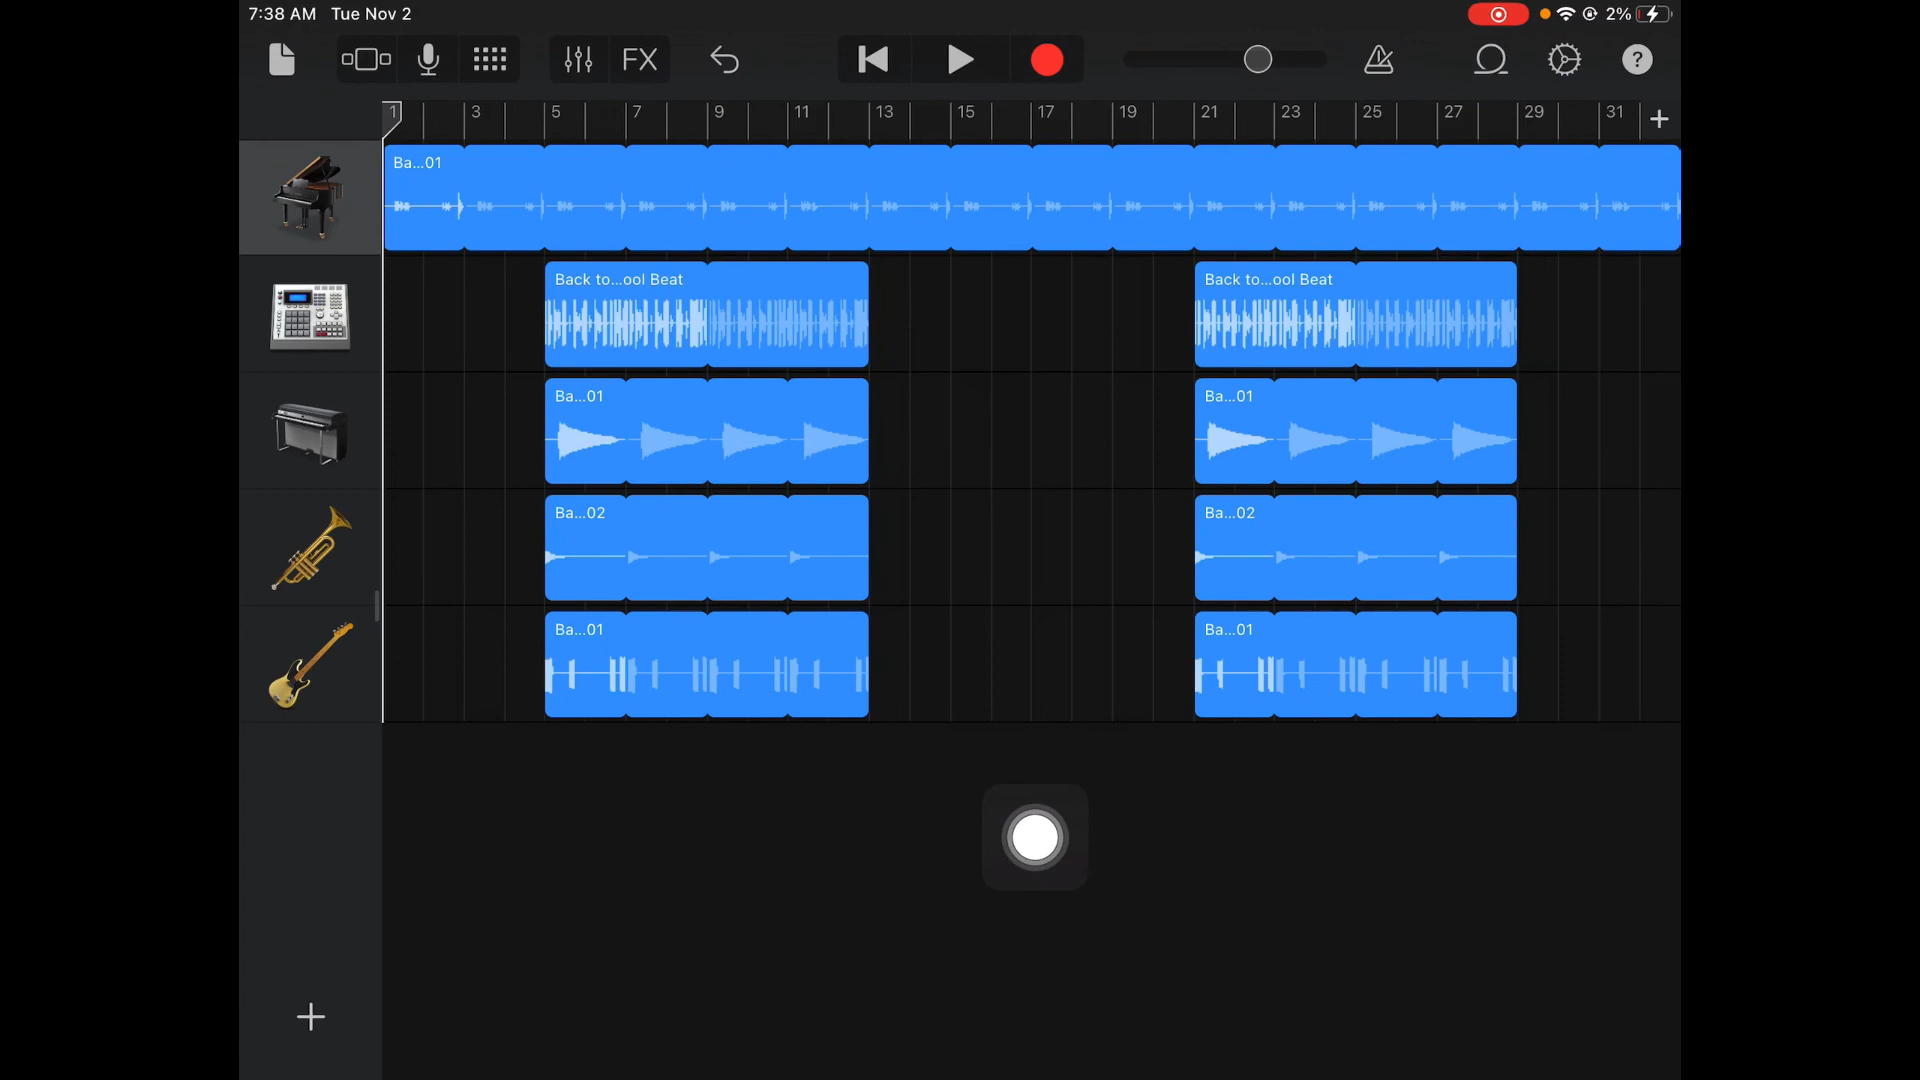 7:38 AM Tue Nov 2
2%
FX
?
1 3 5 7 9 11 13 15 17 19 21 23 25 27 29 31 +
Ba...01
Back to...ool Beat Back to...ool Beat
Ba...01 Ba...01
Ba...02 Ba...02
Ba...01 Ba...01
+